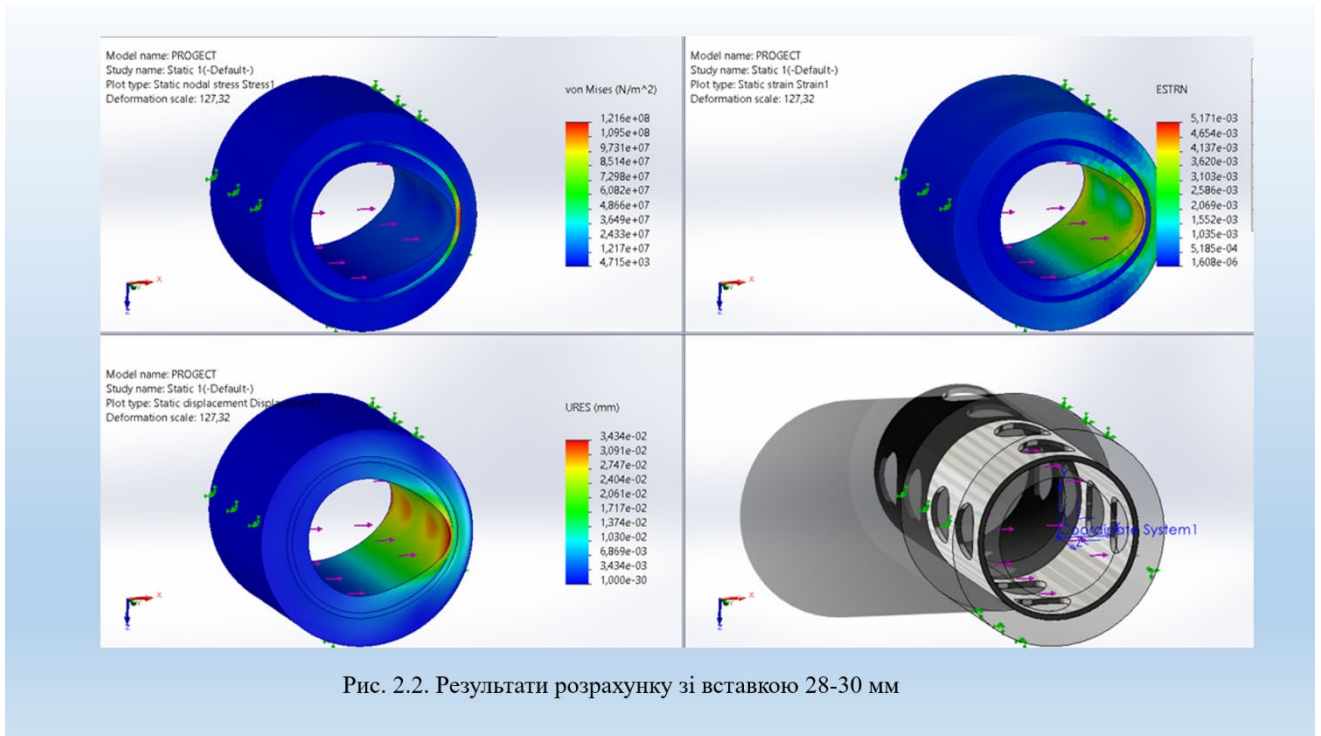 Model name: PROGECT
Study name: Static 1(-Default-)
Plot type: Static nodal stress Stress1
Deformation scale: 127,32
von Mises (N/m^2)
1,216e+08
1,095e+08
9,731e+07
8,514e+07
7,298e+07
6,082e+07
4,866e+07
3,649e+07
2,433e+07
1,217e+07
4,715e+03
X
Z
Model name: PROGECT
Study name: Static 1(-Default-)
Plot type: Static strain Strain1
Deformation scale: 127,32
ESTRN
5,171e-03
4,654e-03
4,137e-03
3,620e-03
3,103e-03
2,586e-03
2,069e-03
1,552e-03
1,035e-03
5,185e-04
1,608e-06
X
Z
Model name: PROGECT
Study name: Static 1(-Default-)
Plot type: Static displacement
Deformation scale: 127,32
URES (mm)
3,434e-02
3,091e-02
2,747e-02
2,404e-02
2,061e-02
1,717e-02
1,374e-02
1,030e-02
6,869e-03
3,434e-03
1,000e-30
X
Z
Coordinate System1
X
Z
Рис. 2.2. Результати розрахунку зі вставкою 28-30 мм